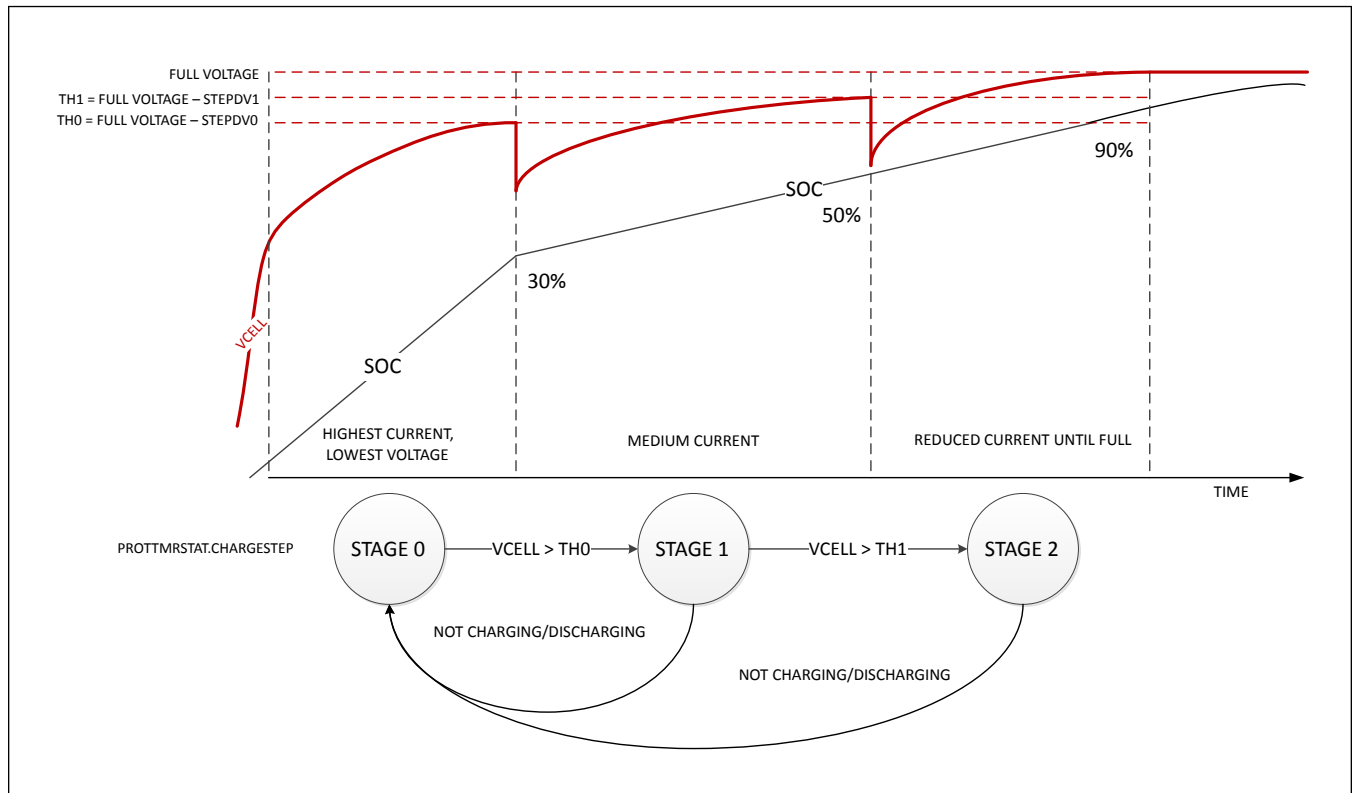 FULL VOLTAGE
TH1 = FULL VOLTAGE – STEPDV1
TH0 = FULL VOLTAGE – STEPDV0
VCELL
SOC
30%
SOC
50%
90%
HIGHEST CURRENT,
LOWEST VOLTAGE
MEDIUM CURRENT
REDUCED CURRENT UNTIL FULL
TIME
PROTTMRSTAT.CHARGESTEP
STAGE 0
VCELL > TH0
STAGE 1
VCELL > TH1
STAGE 2
NOT CHARGING/DISCHARGING
NOT CHARGING/DISCHARGING